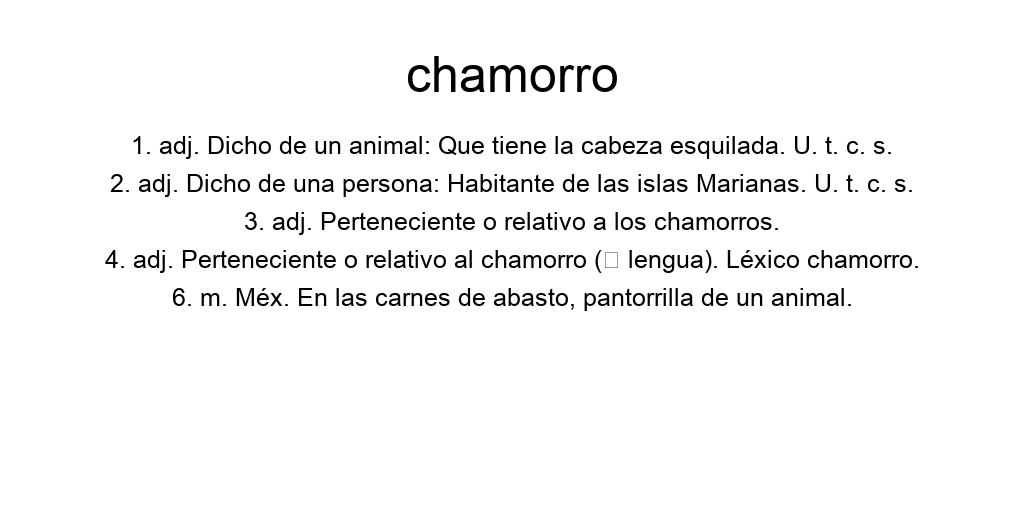 chamorro
1. adj. Dicho de un animal: Que tiene la cabeza esquilada. U. t. c. s.
2. adj. Dicho de una persona: Habitante de las islas Marianas. U. t. c. s.
3. adj. Perteneciente o relativo a los chamorros.
4. adj. Perteneciente o relativo al chamorro (□ lengua). Léxico chamorro.
6. m. Méx. En las carnes de abasto, pantorrilla de un animal.